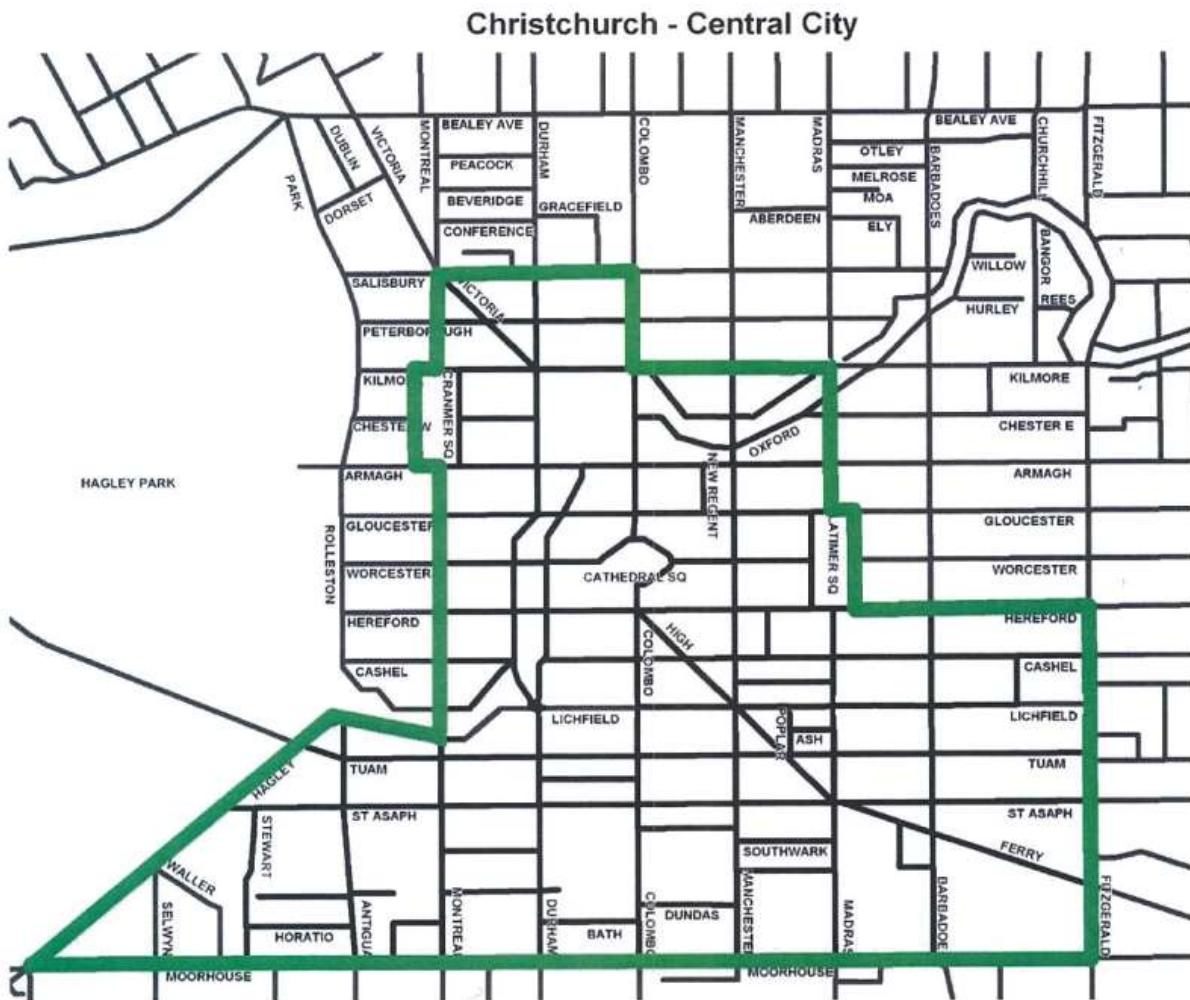 Christchurch - Central City
BEALEY AVE
BEALEY AVE
DUBLIN
VICTORIA
MONTREAL
DURHAM
COLOMBO
MANCHESTER
MADRAS
BARBADOES
CHURCHILL
FITZGERALD
PARK
PEACOCK
OTLEY
MELROSE
MOA
DORSET
BEVERIDGE
GRACEFIELD
ABERDEEN
ELY
CONFERENCE
BANGOR
WILLOW
SALISBURY
VICTORIA
HURLEY
REES
PETERBOROUGH
KILMO
CRANMER SQ
KILMORE
CHESTER W
OXFORD
CHESTER E
HAGLEY PARK
ARMAGH
NEW REGENT
ARMAGH
ROLLESTON
GLOUCESTER
LATIMER SQ
GLOUCESTER
WORCESTER
CATHEDRAL SQ
WORCESTER
HEREFORD
HIGH
HEREFORD
COLOMBO
CASHEL
CASHEL
LICHFIELD
POPLAR
ASH
LICHFIELD
HAGLEY
TUAM
TUAM
STEWART
ST ASAPH
ST ASAPH
SOUTHWARK
FERRY
WALLER
SELWYN
ANTIGUA
MONTREAL
DURHAM
COLOMBO
MANCHESTER
MADRAS
BARBADOE
FITZGERALD
HORATIO
BATH
DUNDAS
MOORHOUSE
MOORHOUSE